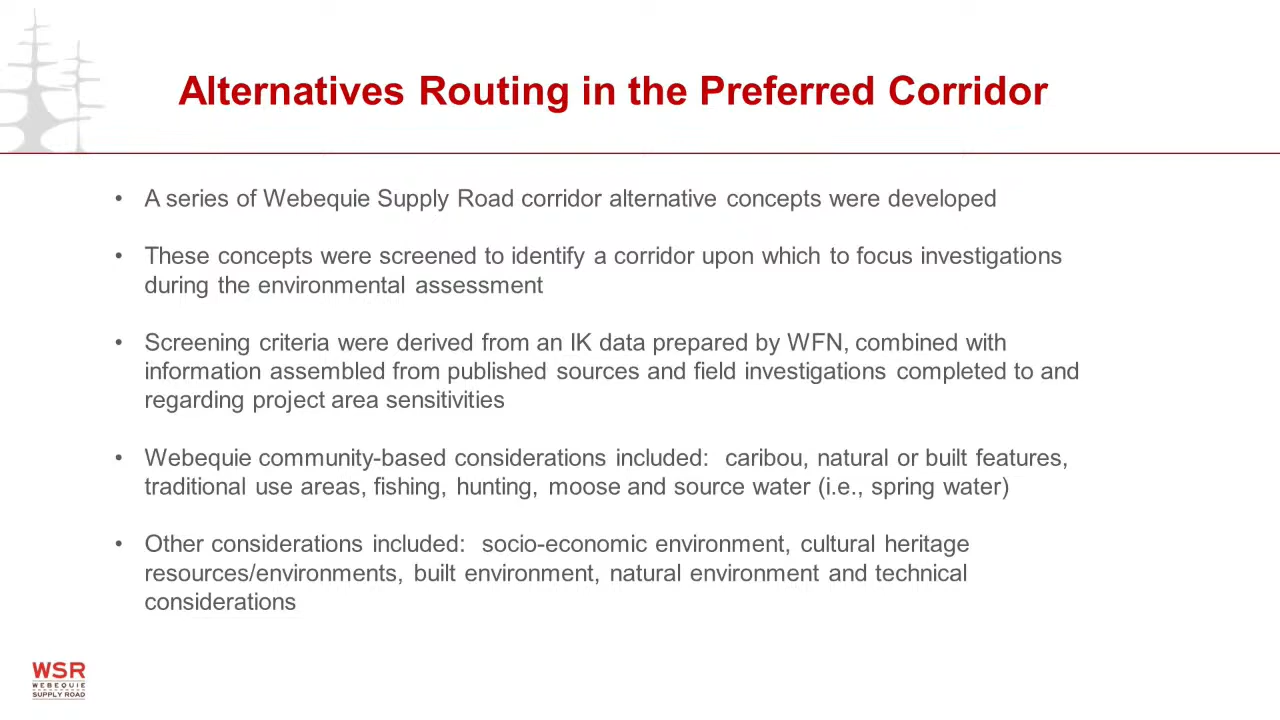 Alternatives Routing in the Preferred Corridor
• A series of Webequie Supply Road corridor alternative concepts were developed
• These concepts were screened to identify a corridor upon which to focus investigations
during the environmental assessment
• Screening criteria were derived from an IK data prepared by WFN, combined with
information assembled from published sources and field investigations completed to and
regarding project area sensitivities
• Webequie community-based considerations included:  caribou, natural or built features,
traditional use areas, fishing, hunting, moose and source water (i.e., spring water)
• Other considerations included:  socio-economic environment, cultural heritage
resources/environments, built environment, natural environment and technical
considerations
WSR
WEBEQUIE
SUPPLY ROAD